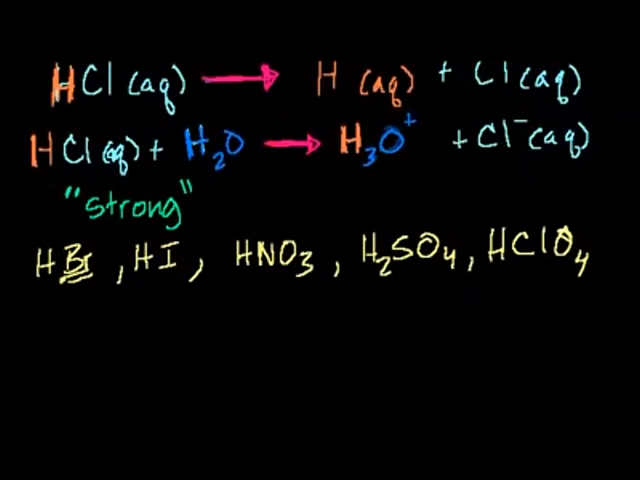 HCl (aq) → H (aq) + Cl (aq)
HCl (aq) + H₂O → H₃O⁺ + Cl⁻ (aq)
"strong"
HBr, HI, HNO₃, H₂SO₄, HClO₄